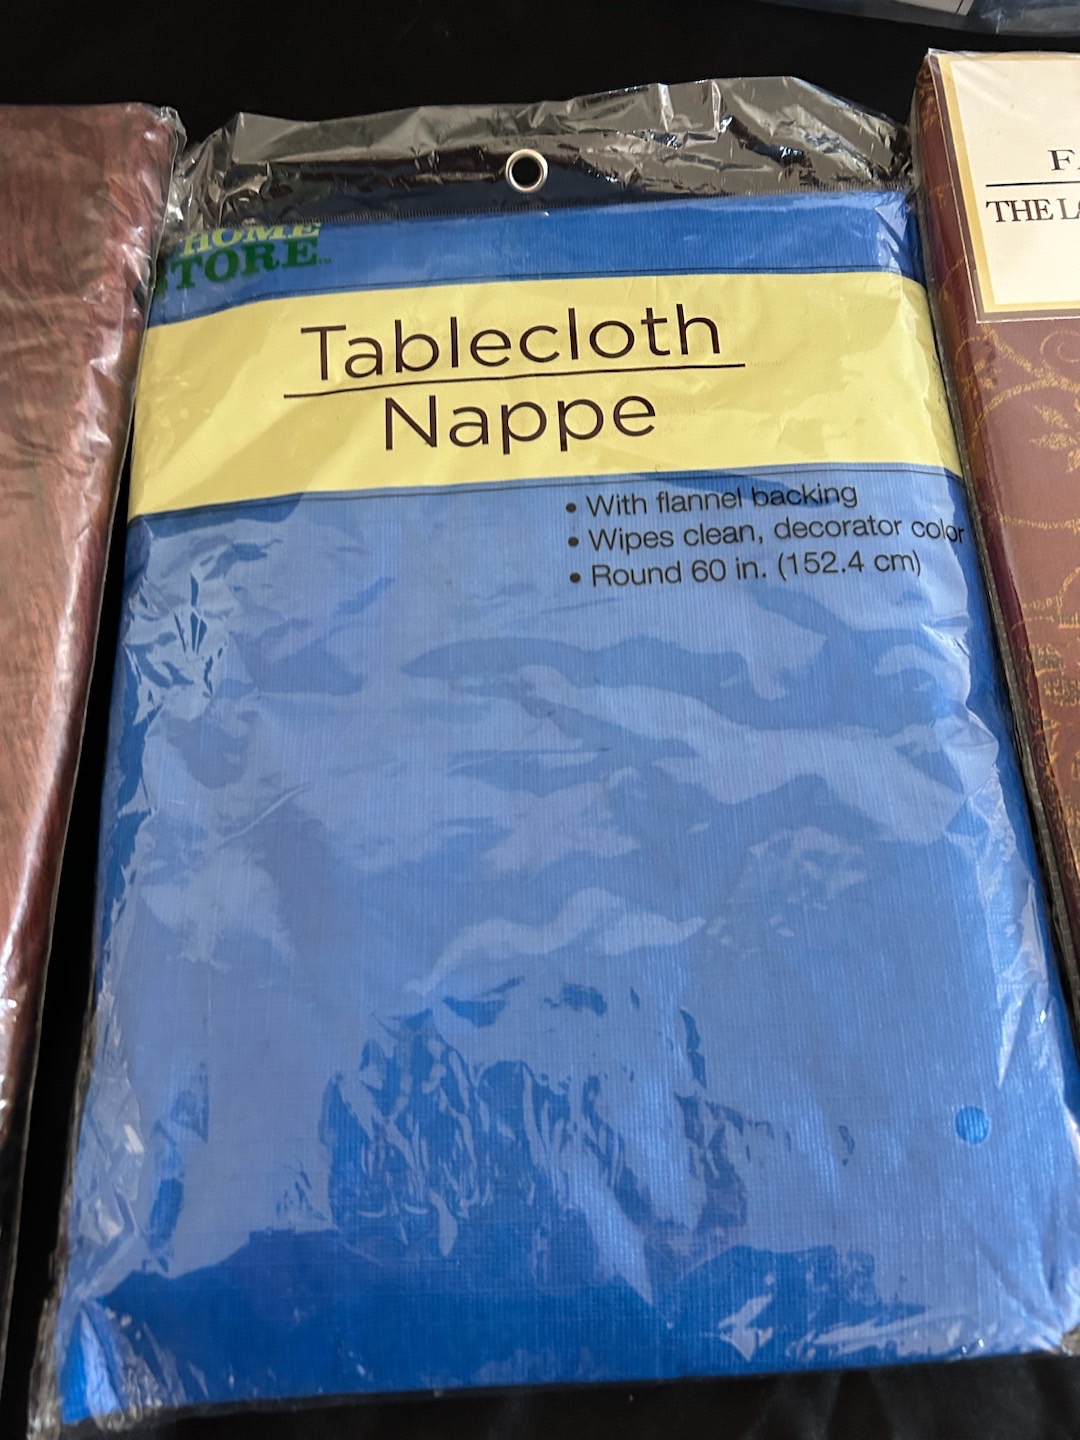 HOME
STORE
Tablecloth
Nappe
• With flannel backing
• Wipes clean, decorator color
• Round 60 in. (152.4 cm)
THE